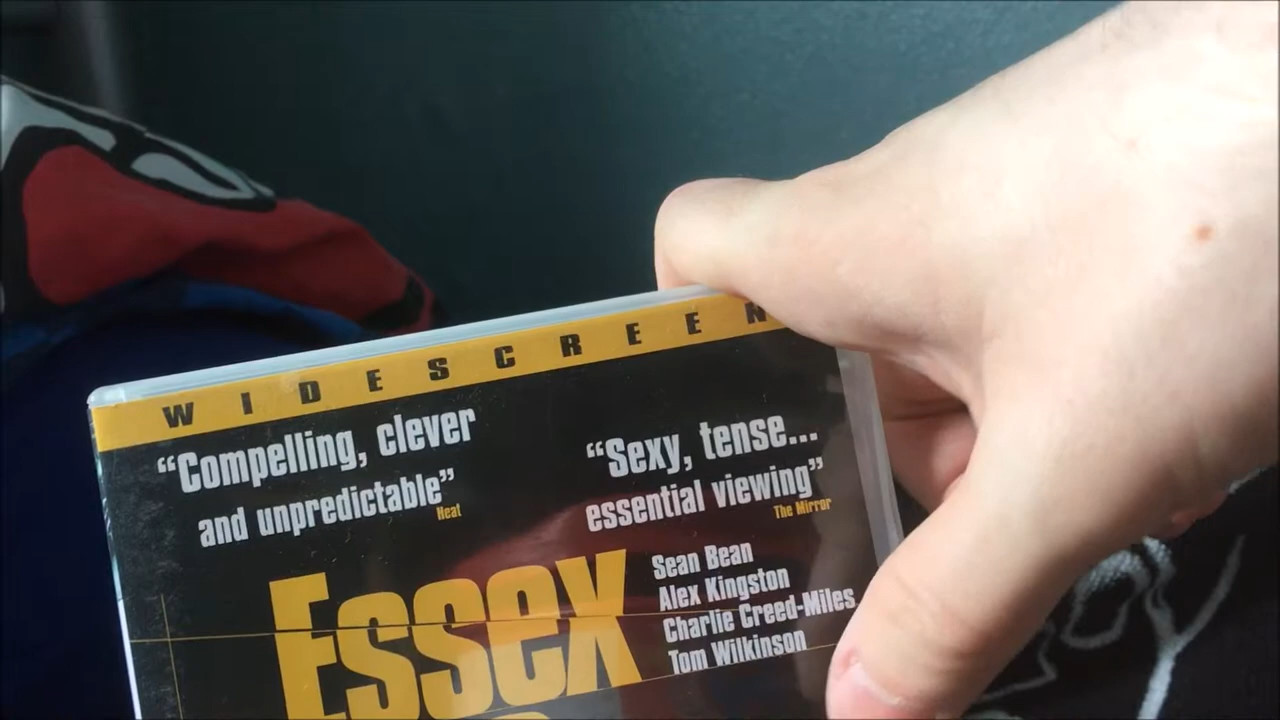 WIDESCREEN
“Compelling, clever
and unpredictable”
Heat
“Sexy, tense...
essential viewing”
The Mirror
Essex
Sean Bean
Alex Kingston
Charlie Creed-Miles
Tom Wilkinson